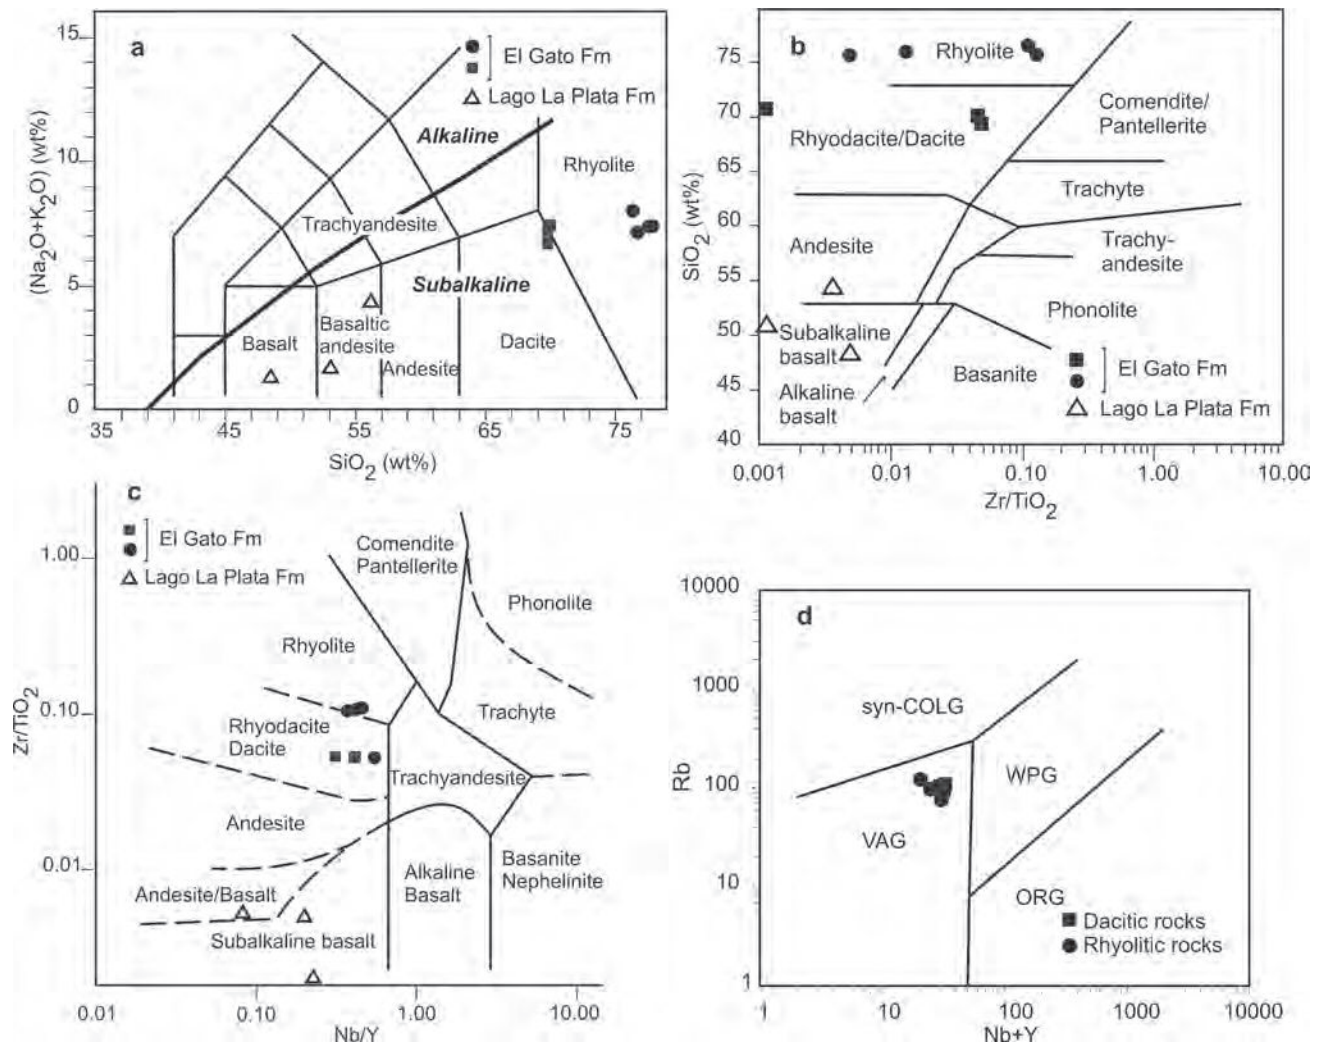 a
(Na2O+K2O) (wt%)
15
10
5
0
35
45
55
65
75
SiO2 (wt%)
El Gato Fm
Lago La Plata Fm
Alkaline
Rhyolite
Trachyandesite
Subalkaline
Basalt
Basaltic
andesite
Andesite
Dacite
b
SiO2 (wt%)
75
70
65
60
55
50
45
40
0.001
0.01
0.10
1.00
10.00
Zr/TiO2
Rhyolite
Comendite/
Pantellerite
Rhyodacite/Dacite
Trachyte
Andesite
Trachy-
andesite
Phonolite
Subalkaline
basalt
Basanite
Alkaline
basalt
El Gato Fm
Lago La Plata Fm
c
El Gato Fm
Lago La Plata Fm
Zr/TiO2
1.00
0.10
0.01
0.01
0.10
1.00
10.00
Nb/Y
Comendite
Pantellerite
Phonolite
Rhyolite
Trachyte
Rhyodacite
Dacite
Trachyandesite
Andesite
Alkaline
Basalt
Basanite
Nephelinite
Andesite/Basalt
Subalkaline basalt
d
Rb
10000
1000
100
10
1
1
10
100
1000
10000
Nb+Y
syn-COLG
WPG
VAG
ORG
Dacitic rocks
Rhyolitic rocks